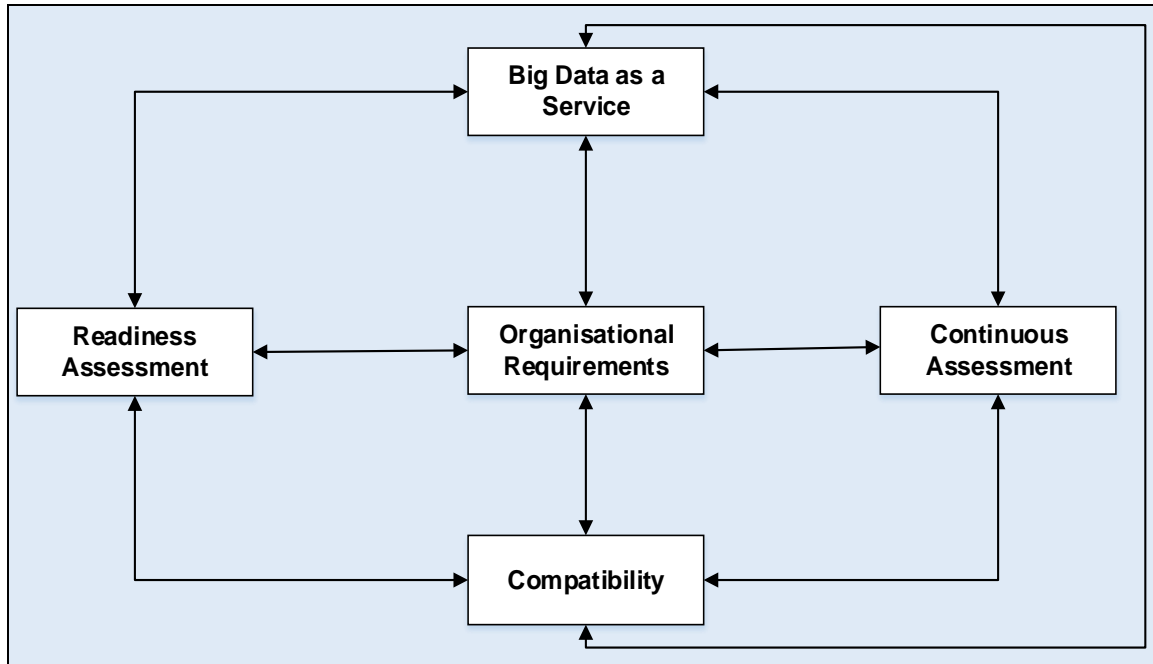 Big Data as a
Service
Readiness
Assessment
Organisational
Requirements
Continuous
Assessment
Compatibility